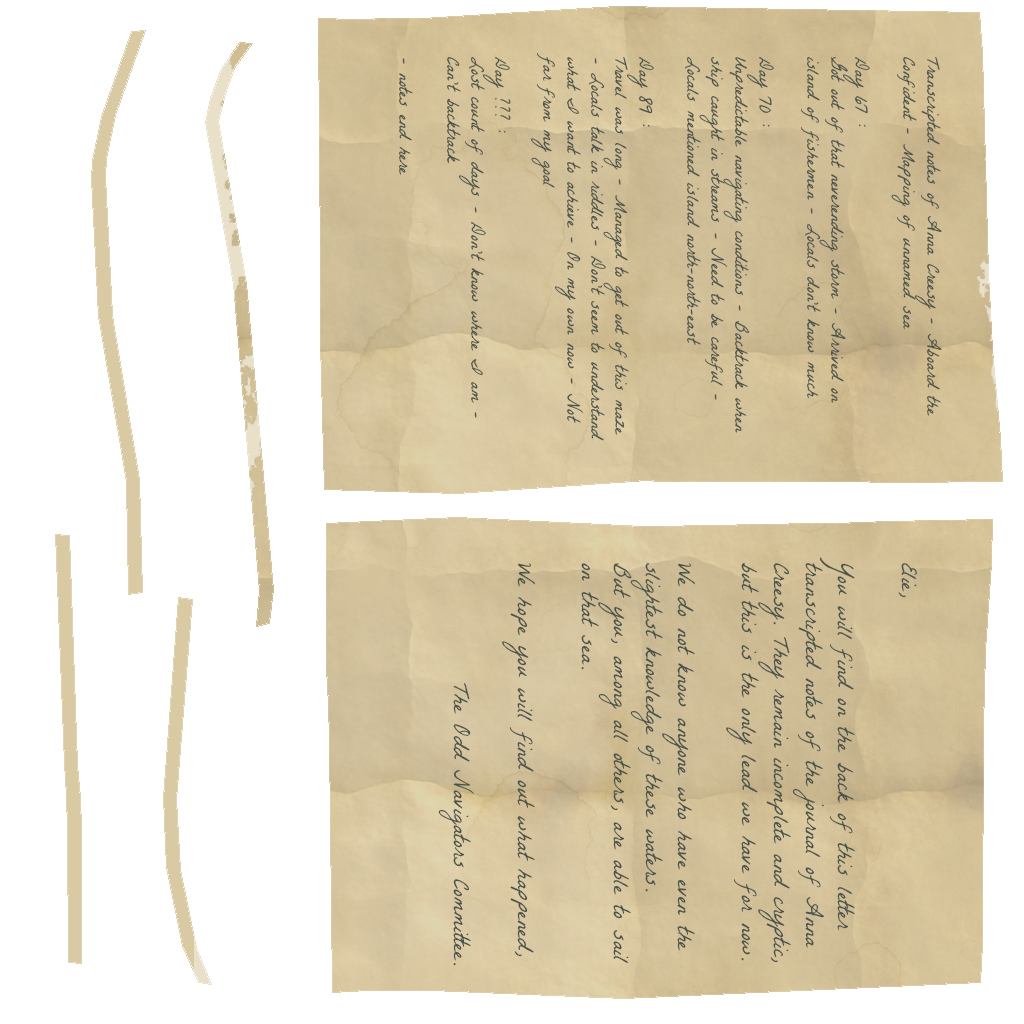 Transcripted notes of Anna Creesy - Aboard the
Confident - Mapping of unnamed sea
Day 67 :
Got out of that neverending storm - Arrived on
island of fishermen - Locals don't know much
Day 70 :
Unpredictable navigating conditions - Backtrack when
ship caught in streams - Need to be careful -
Locals mentioned island north-north-east
Day 89 :
Travel was long - Managed to get out of this maze
- Locals talk in riddles - Don't seem to understand
what I want to achieve - On my own now - Not
far from my goal
Day ??? :
Lost count of days - Don't know where I am -
Can't backtrack
- notes end here
Elie,
You will find on the back of this letter
transcripted notes of the journal of Anna
Creesy. They remain incomplete and cryptic,
but this is the only lead we have for now.
We do not know anyone who have even the
slightest knowledge of these waters.
But you, among all others, are able to sail
on that sea.
We hope you will find out what happened,
The Odd Navigators Committee.